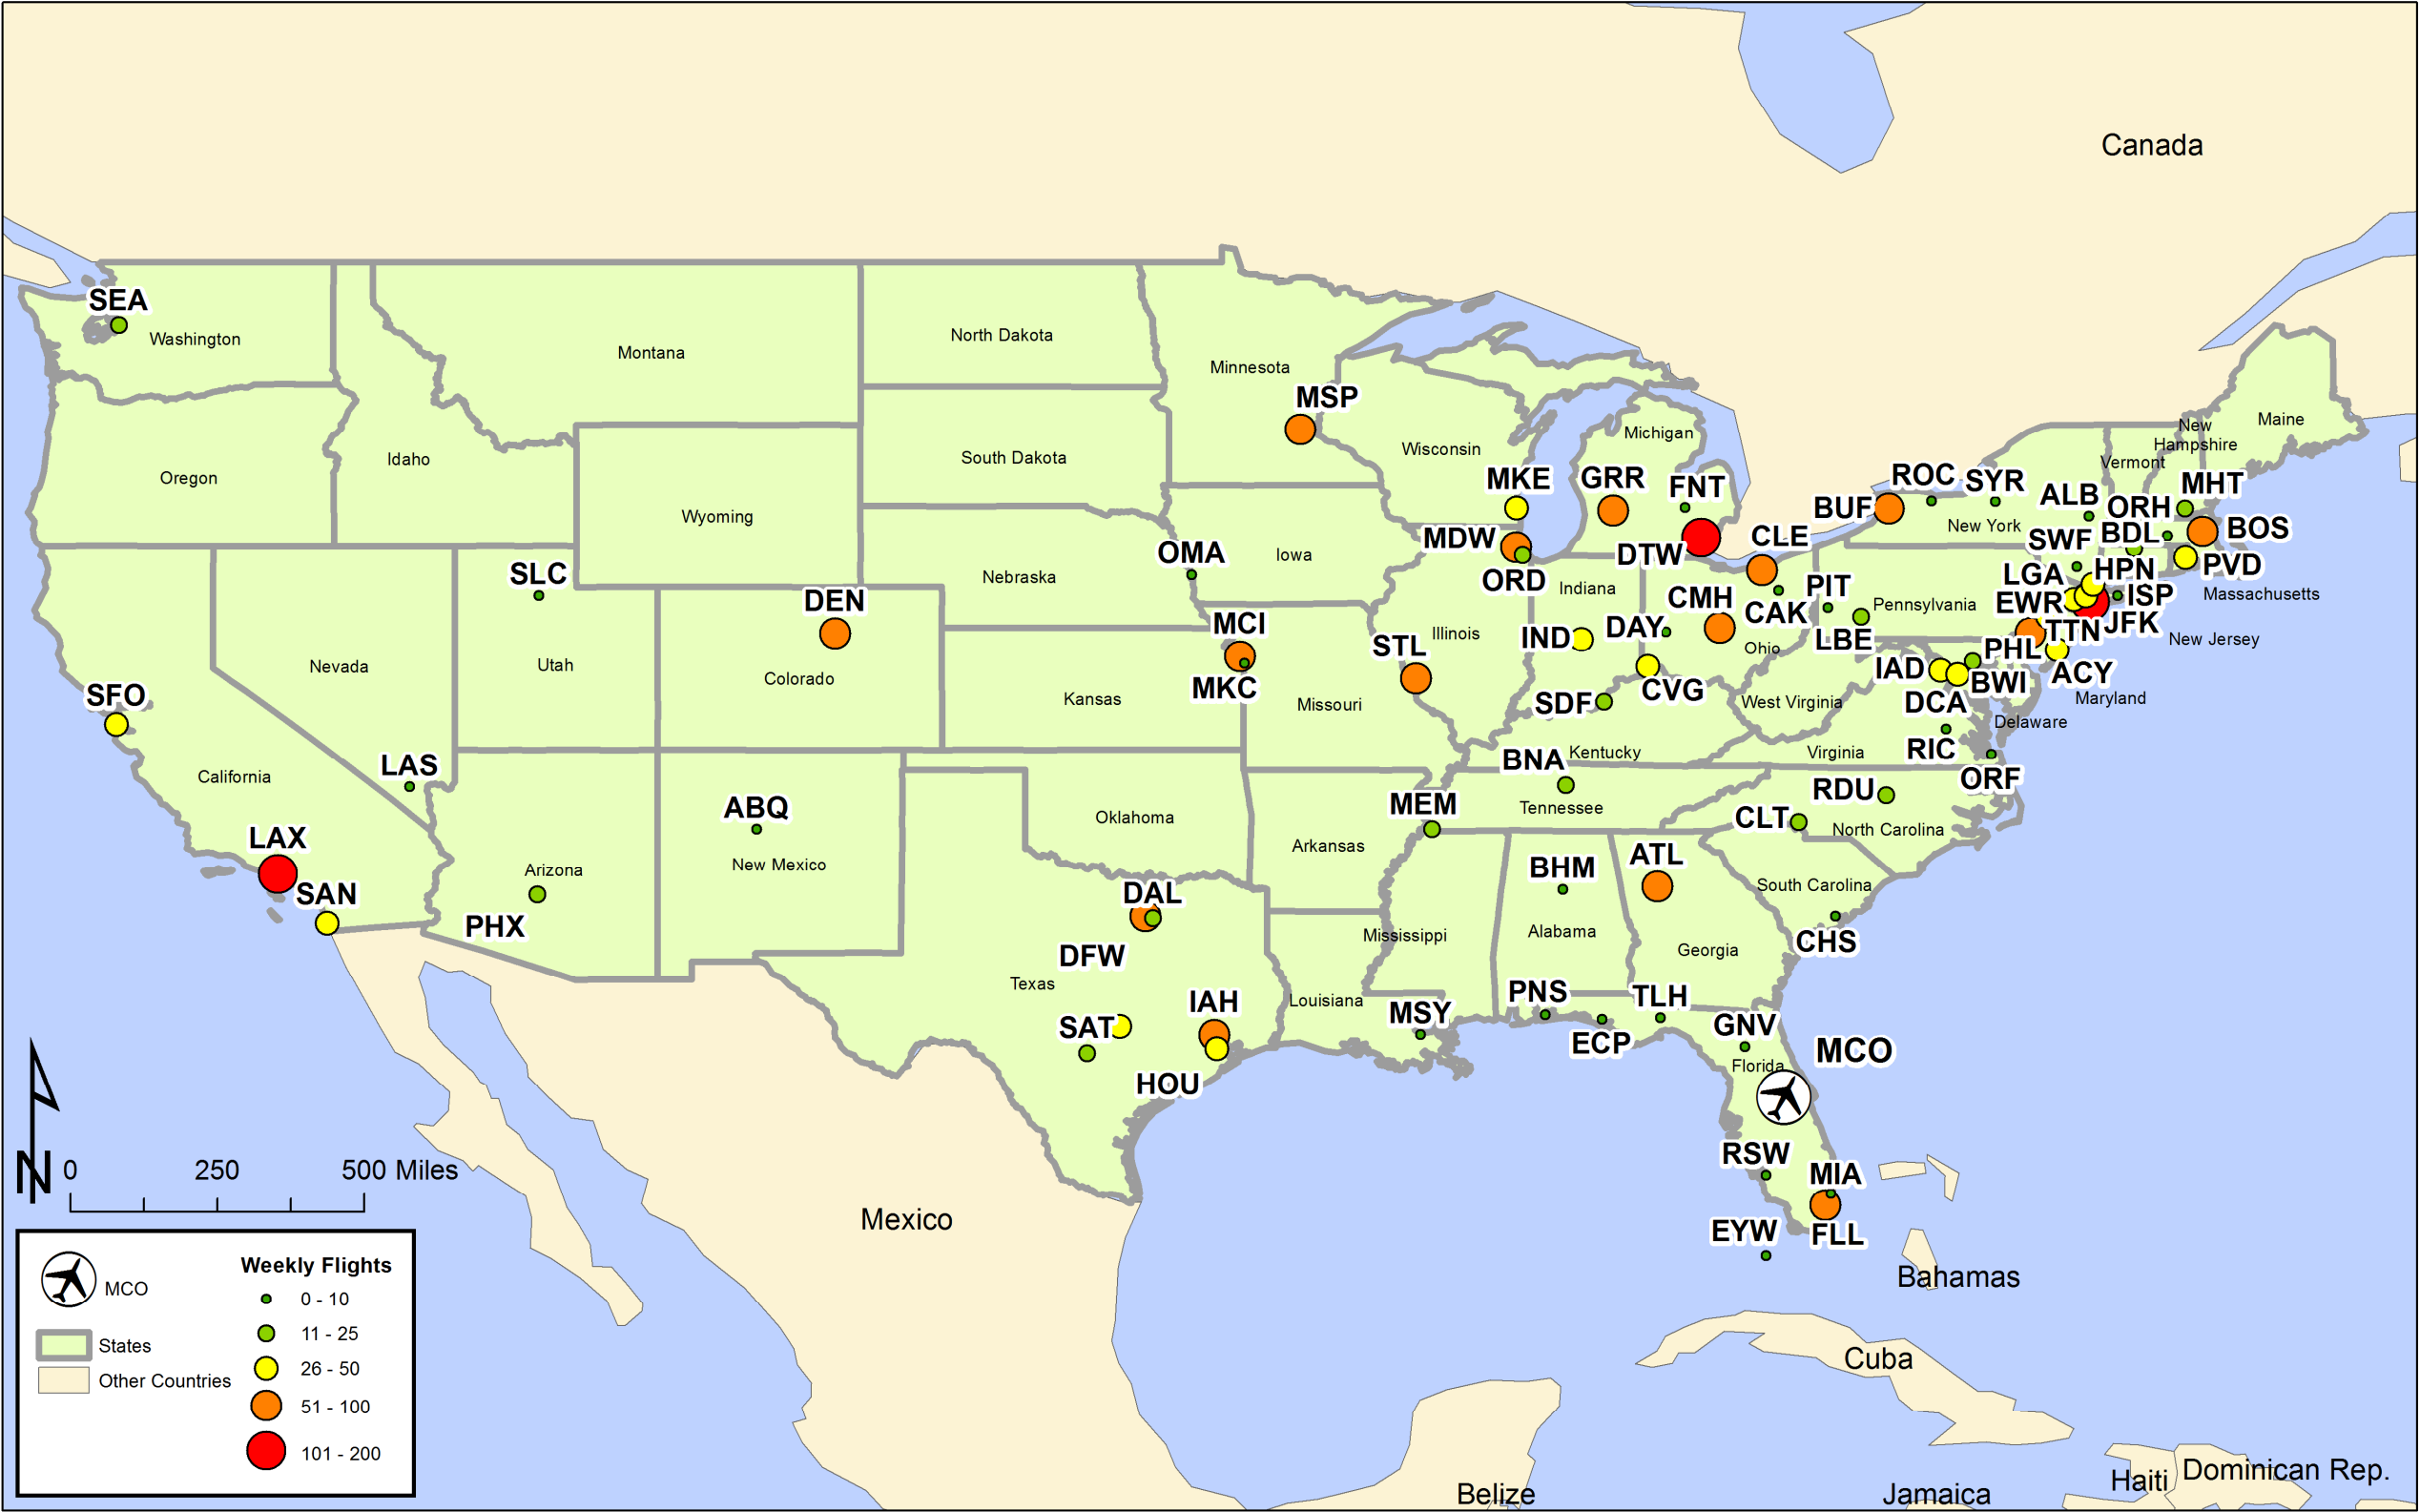 Canada
SEA
Washington
Montana
North Dakota
Minnesota
MSP
Oregon
Idaho
South Dakota
Wyoming
Wisconsin
Michigan
MKE
GRR
FNT
BUF
ROC
SYR
ALB
ORH
MHT
New
Hampshire
Vermont
Maine
New York
SWF
BDL
BOS
PVD
MDW
ORD
DTW
CLE
OMA
Iowa
Nebraska
Indiana
CMH
CAK
PIT
LBE
Pennsylvania
LGA
HPN
EWR
ISP
JFK
TTN
Massachusetts
New Jersey
SLC
DEN
MCI
MKC
STL
Illinois
IND
DAY
Ohio
CVG
SDF
IAD
PHL
BWI
ACY
DCA
Maryland
Delaware
Nevada
Utah
Colorado
Kansas
Missouri
West Virginia
Virginia
RIC
ORF
SFO
California
LAS
BNA
Kentucky
MEM
Tennessee
RDU
CLT
North Carolina
ABQ
New Mexico
Oklahoma
Arkansas
LAX
SAN
Arizona
PHX
DAL
DFW
Texas
BHM
ATL
South Carolina
CHS
Mississippi
Alabama
Georgia
Louisiana
IAH
SAT
HOU
MSY
PNS
ECP
TLH
GNV
Florida
MCO
RSW
MIA
EYW
FLL
N
0 250 500 Miles
Mexico
Bahamas
Cuba
Haiti
Dominican Rep.
Belize
Jamaica
MCO
States
Other Countries
Weekly Flights
0 - 10
11 - 25
26 - 50
51 - 100
101 - 200